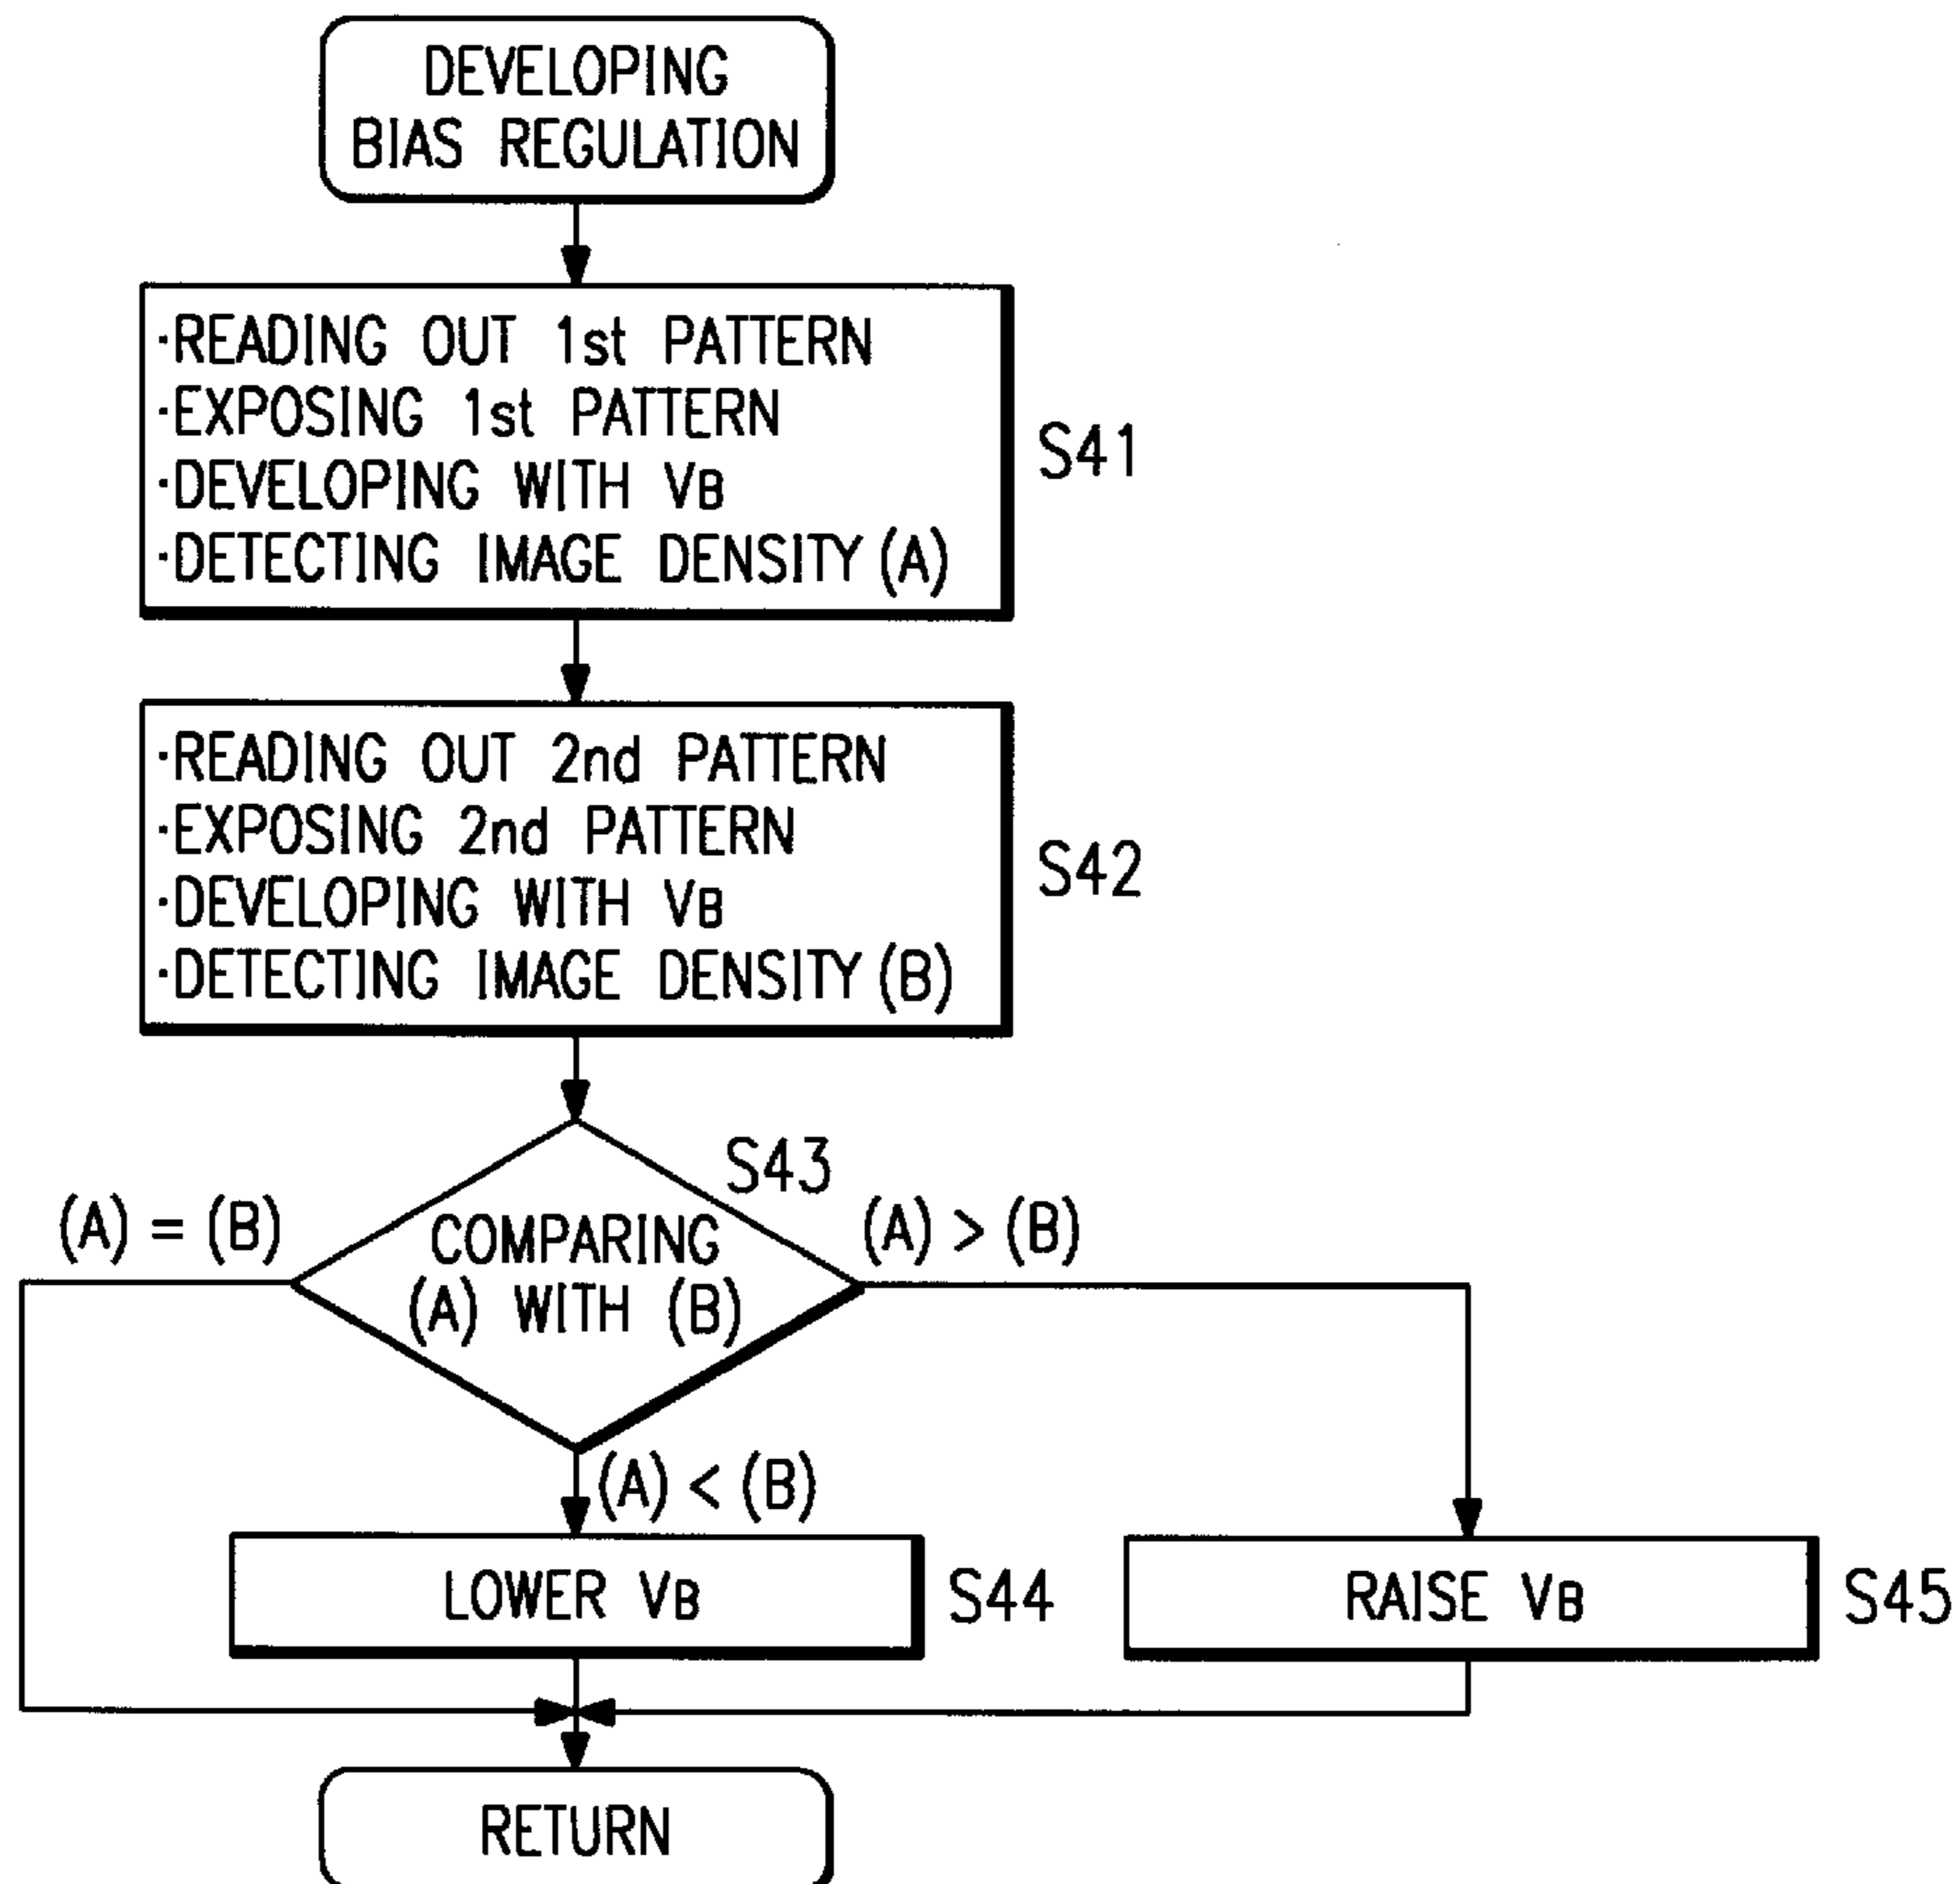 DEVELOPING
BIAS REGULATION
·READING OUT 1st PATTERN
·EXPOSING 1st PATTERN
·DEVELOPING WITH VB
·DETECTING IMAGE DENSITY (A)
S41
·READING OUT 2nd PATTERN
·EXPOSING 2nd PATTERN
·DEVELOPING WITH VB
·DETECTING IMAGE DENSITY (B)
S42
S43
(A) = (B)
COMPARING
(A) WITH (B)
(A) > (B)
(A) < (B)
LOWER VB
S44
RAISE VB
S45
RETURN